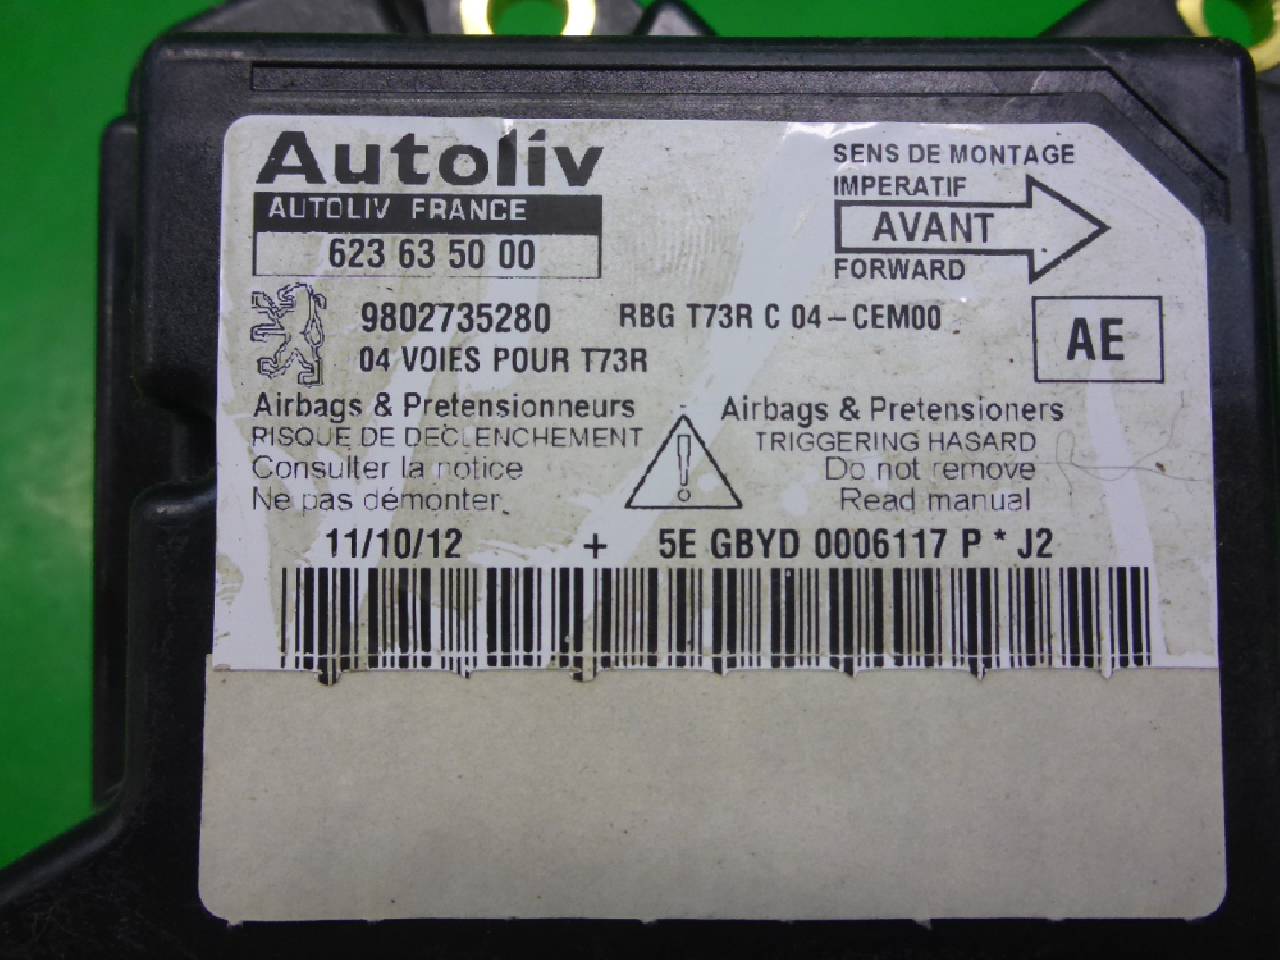 Autoliv
AUTOLIV FRANCE
623 63 50 00
SENS DE MONTAGE
IMPERATIF
AVANT
FORWARD
9802735280 RBG T73R C 04-CEM00
AE
04 VOIES POUR T73R
Airbags & Pretensionneurs
RISQUE DE DECLENCHEMENT
Consulter la notice
Ne pas démonter
Airbags & Pretensioners
TRIGGERING HASARD
Do not remove
Read manual
11/10/12 + 5E GBYD 0006117 P * J2